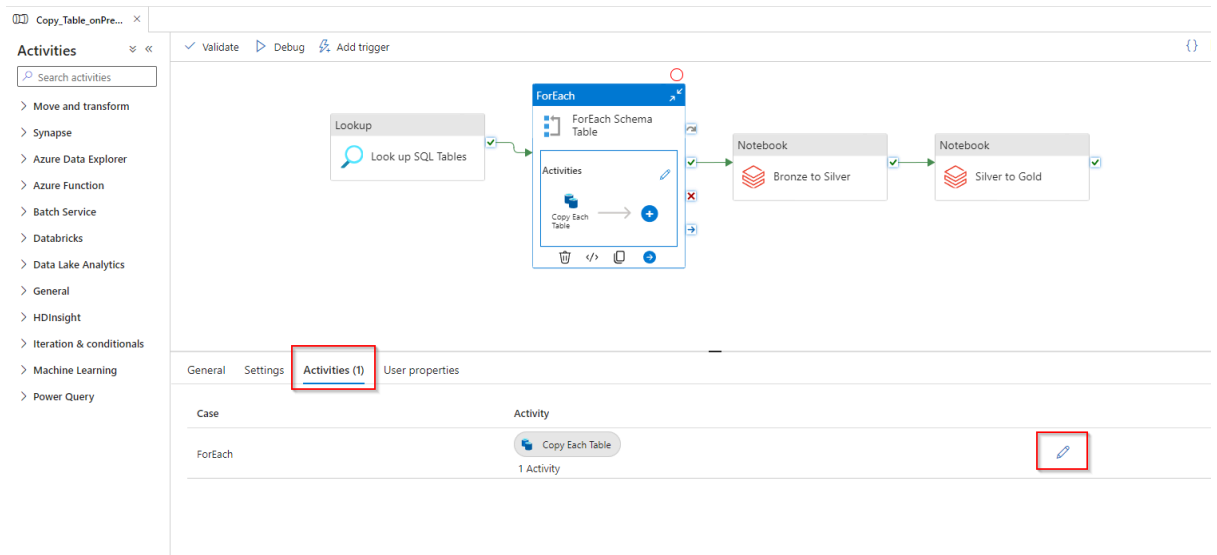 Copy_Table_onPre...
Activities
Validate Debug Add trigger
{}
Search activities
Move and transform
Synapse
Azure Data Explorer
Azure Function
Batch Service
Databricks
Data Lake Analytics
General
HDInsight
Iteration & conditionals
Machine Learning
Power Query
Lookup
Look up SQL Tables
ForEach
ForEach Schema
Table
Activities
Copy Each
Table
Notebook
Bronze to Silver
Notebook
Silver to Gold
General Settings Activities (1) User properties
Case Activity
ForEach Copy Each Table
1 Activity